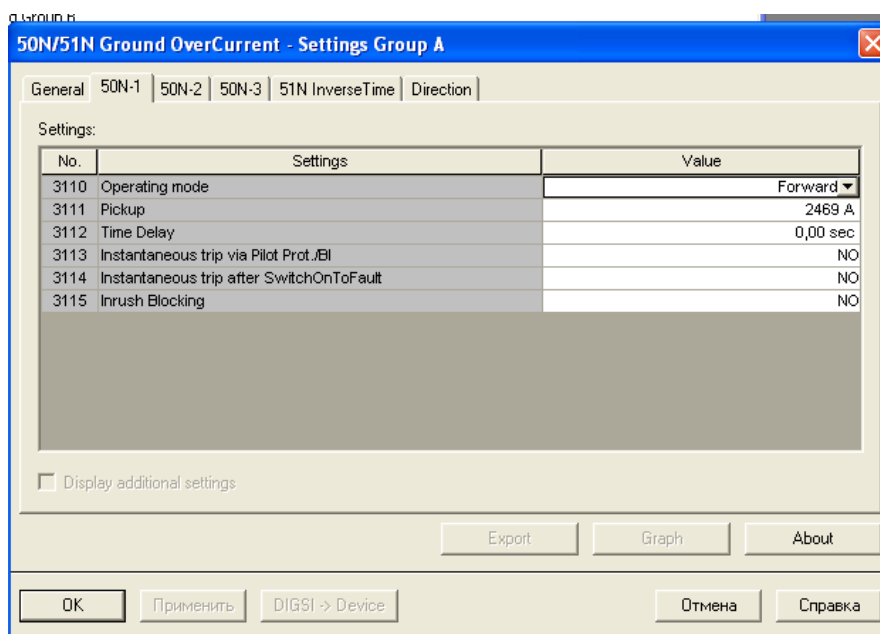 d Group B
50N/51N Ground OverCurrent - Settings Group A
General 50N-1 50N-2 50N-3 51N InverseTime Direction
Settings:
No. Settings Value
3110 Operating mode Forward
3111 Pickup 2469 A
3112 Time Delay 0,00 sec
3113 Instantaneous trip via Pilot Prot./BI NO
3114 Instantaneous trip after SwitchOnToFault NO
3115 Inrush Blocking NO
Display additional settings
Export Graph About
OK Применить DIGSI -> Device Отмена Справка